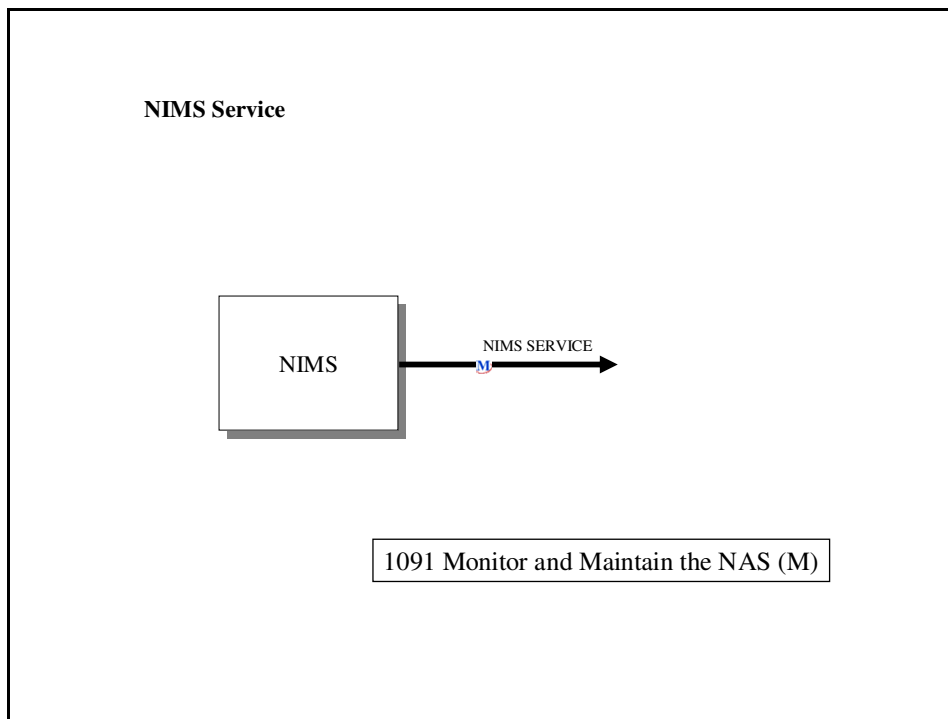 NIMS Service
NIMS SERVICE
NIMS
M
1091 Monitor and Maintain the NAS (M)